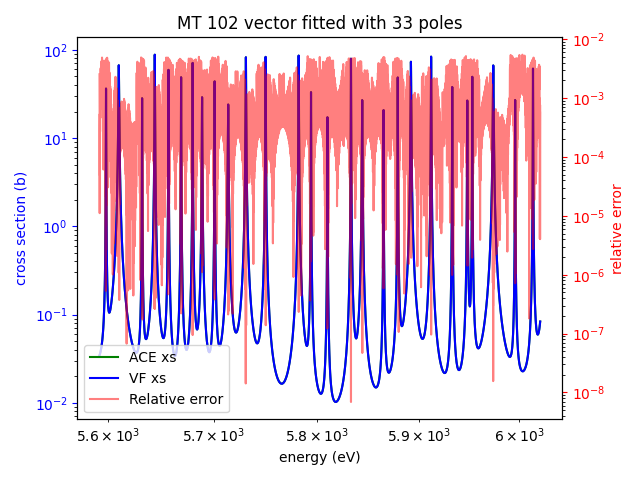 MT 102 vector fitted with 33 poles
10² 10⁻²
10¹ 10⁻³
10⁰ 10⁻⁴
10⁻¹ 10⁻⁵
10⁻² 10⁻⁶
10⁻⁷
10⁻⁸
cross section (b)
relative error
ACE xs
VF xs
Relative error
5.6 × 10³ 5.7 × 10³ 5.8 × 10³ 5.9 × 10³ 6 × 10³
energy (eV)